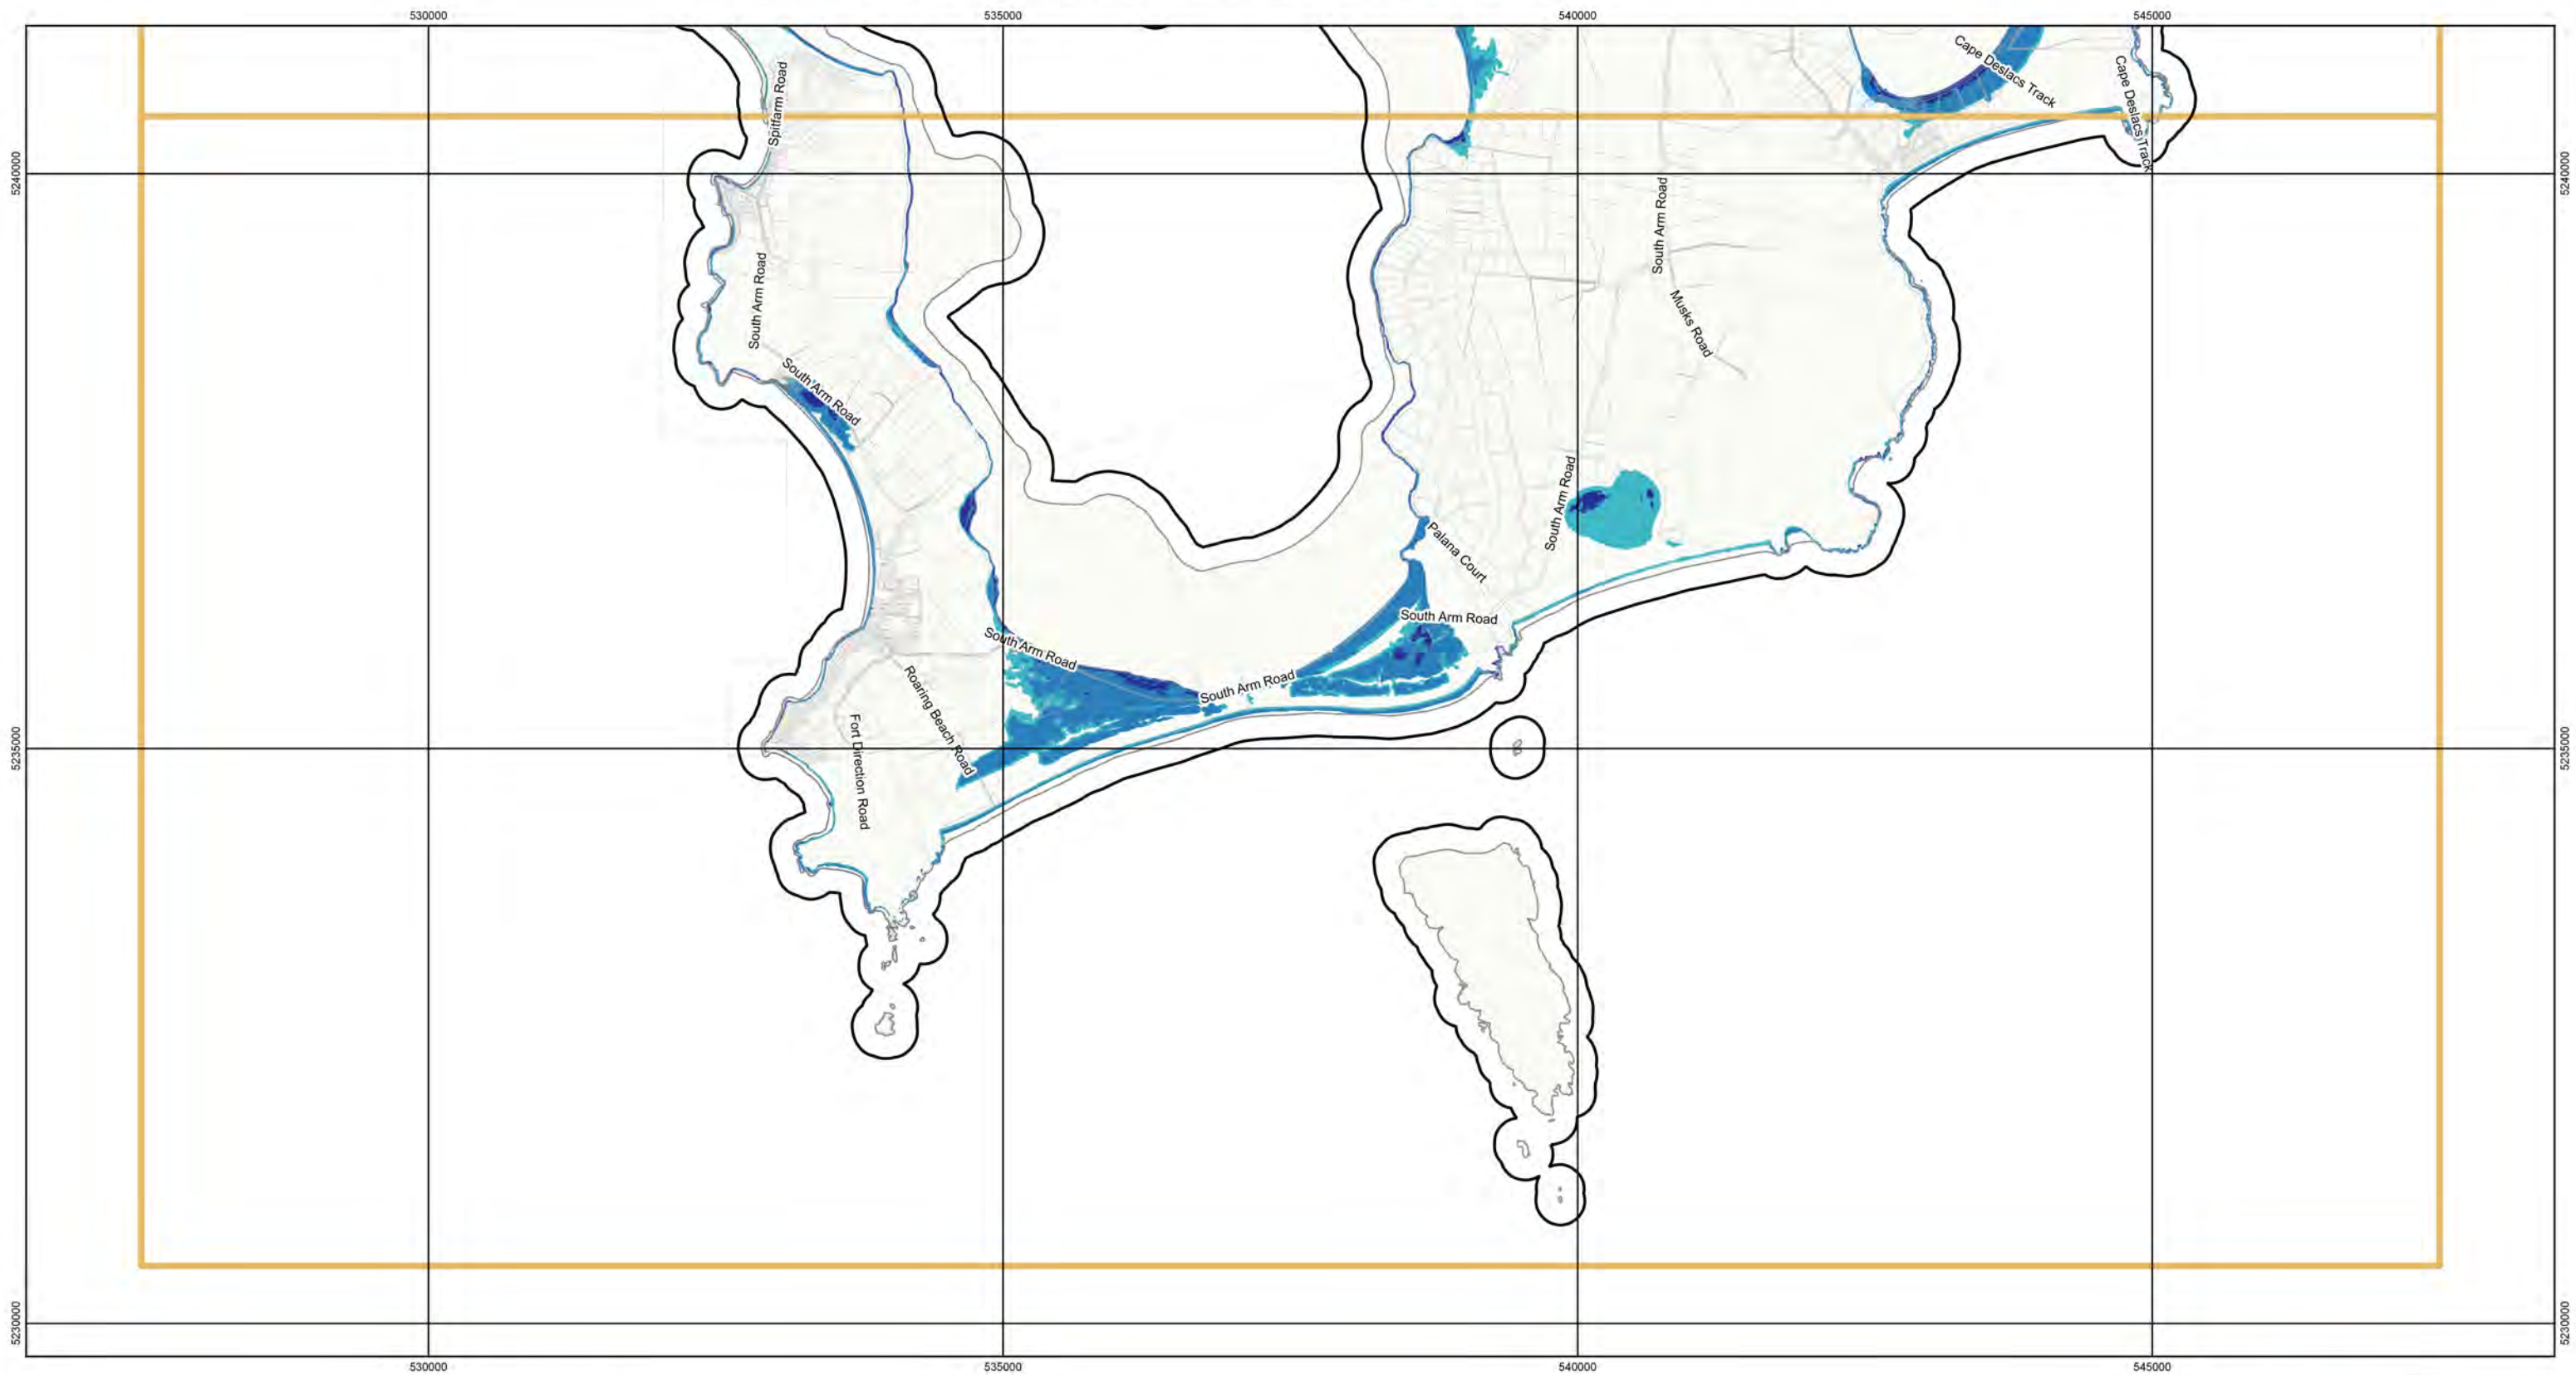 530000
535000
540000
545000
Cape Deslacs Track
Cape Deslacs Track
Spitfarm Road
5240000
5240000
South Arm Road
South Arm Road
Musks Road
South Arm Road
South Arm Road
Palana Court
South Arm Road
South Arm Road
South Arm Road
Roaring Beach Road
Fort Direction Road
5235000
5235000
5230000
5230000
530000
535000
540000
545000